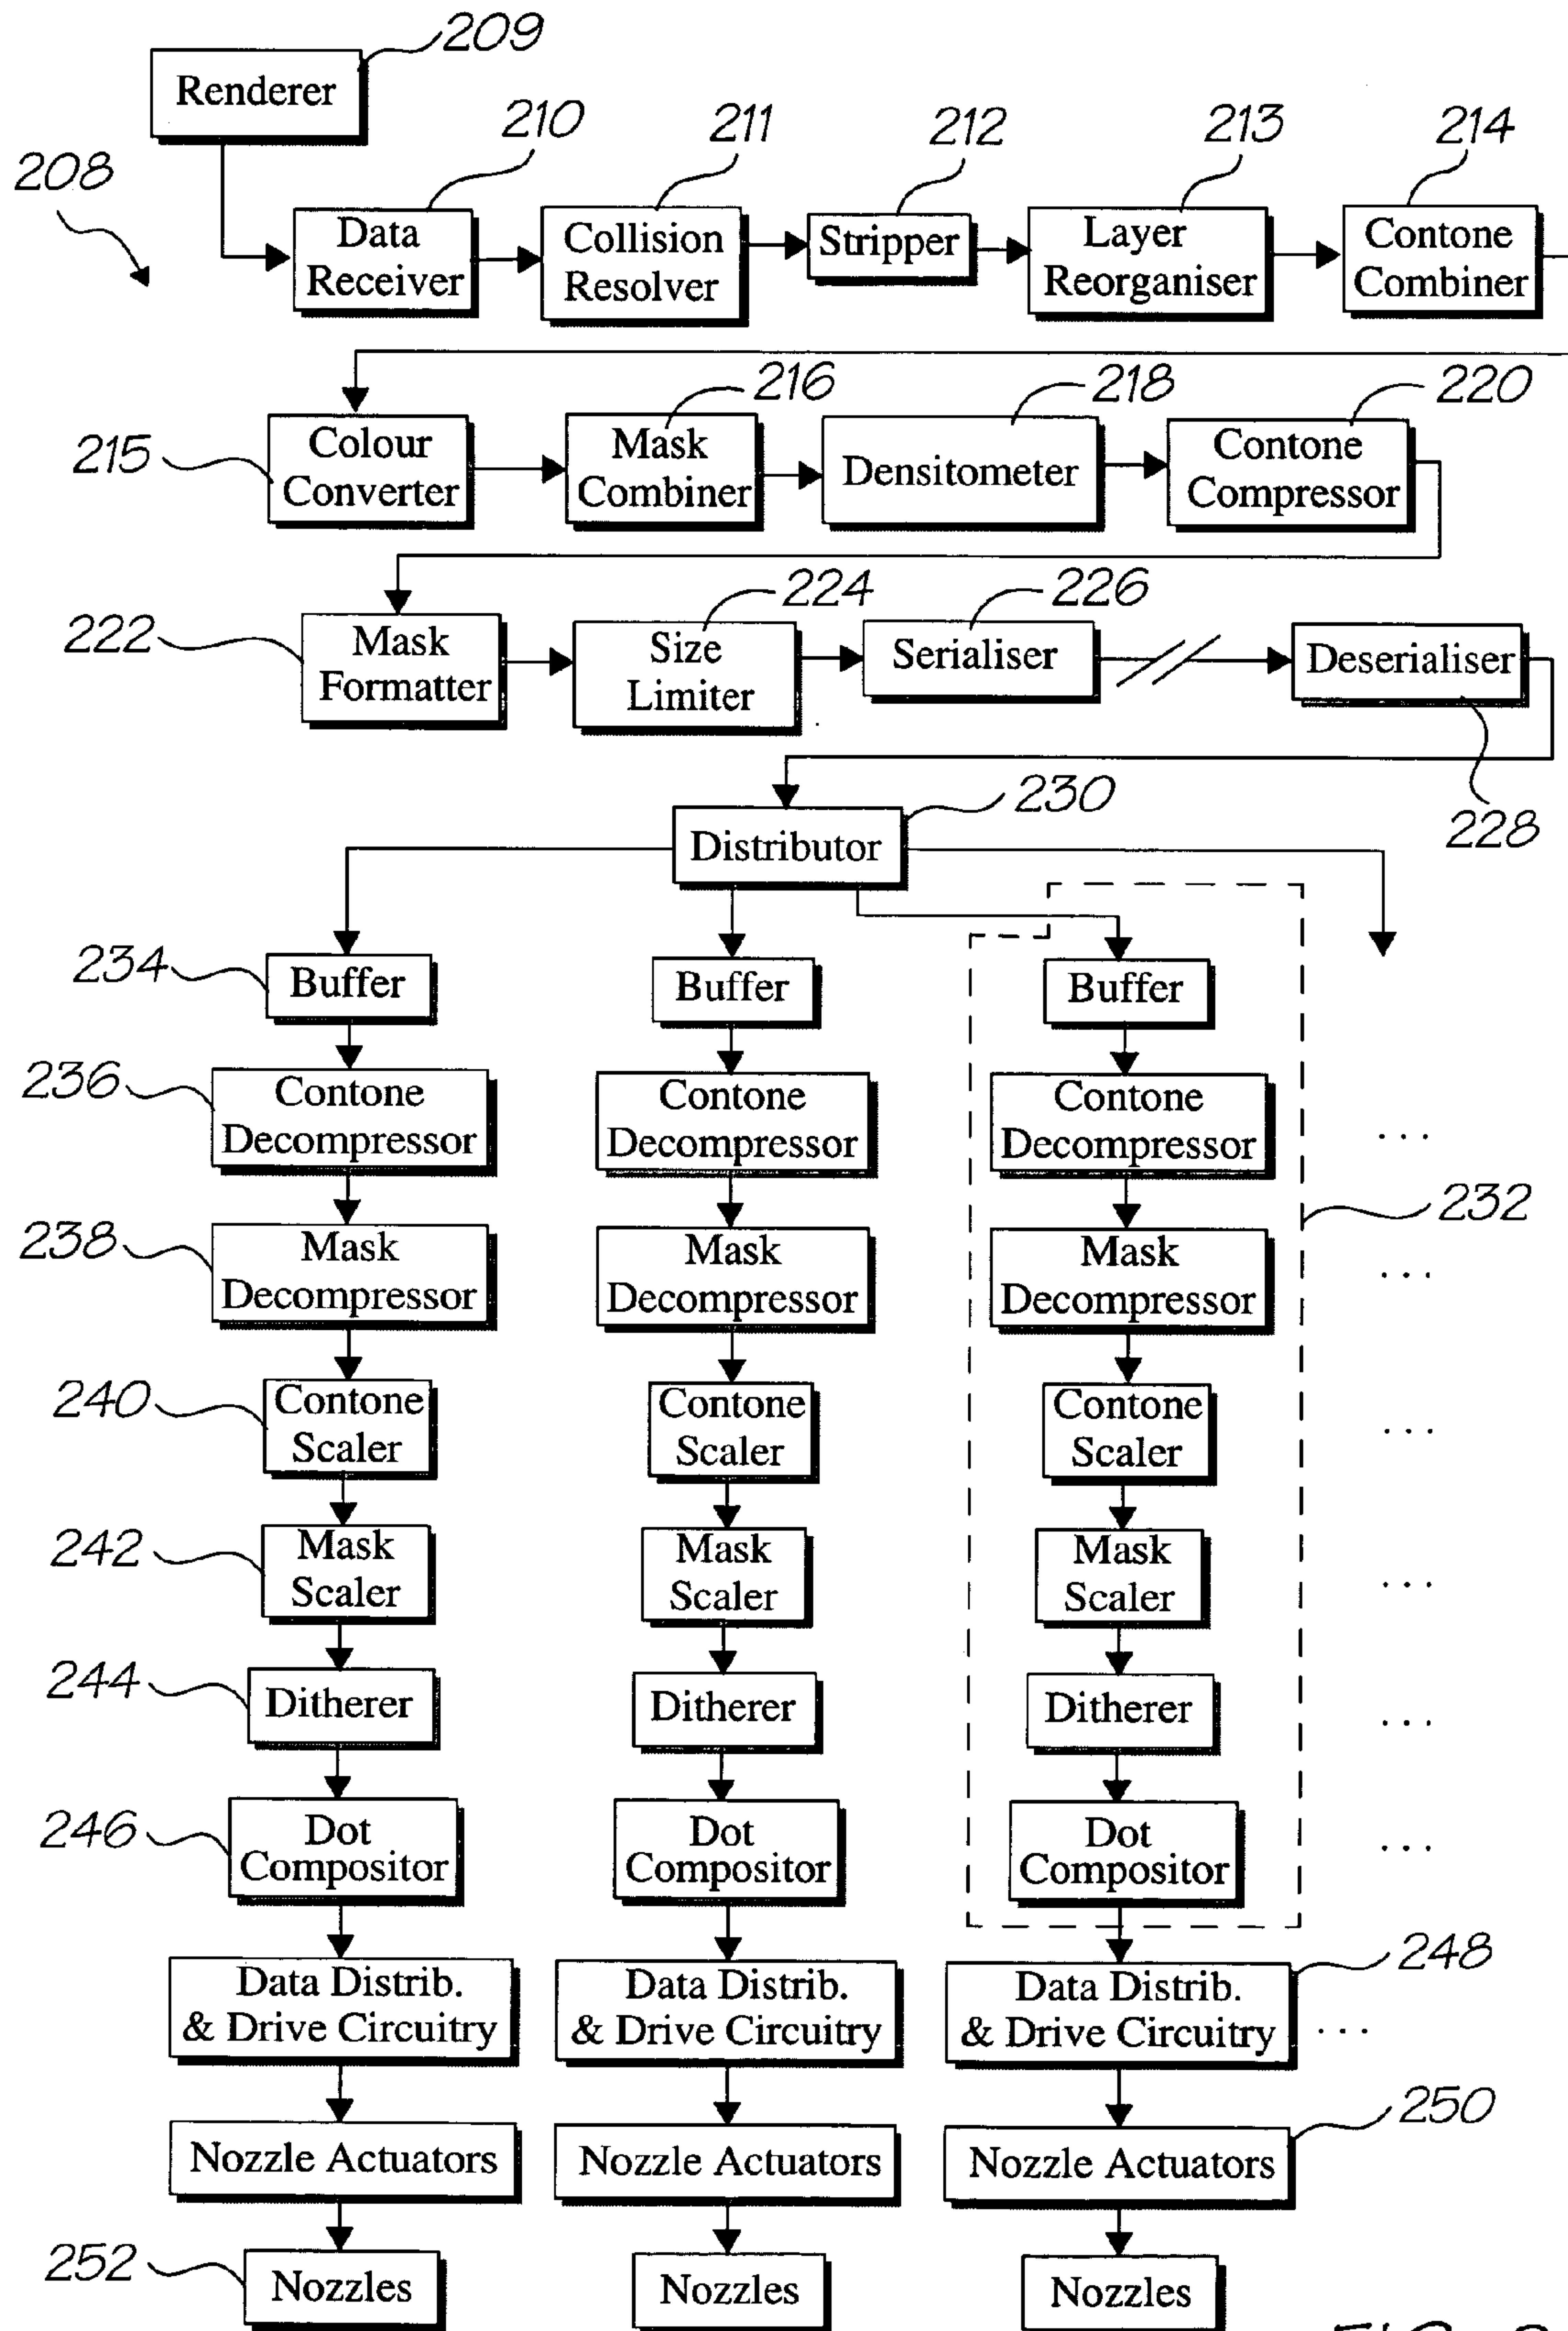 209
Renderer
210
211
212
213
214
208
Data
Receiver
Collision
Resolver
Stripper
Layer
Reorganiser
Contone
Combiner
216
218
220
215
Colour
Converter
Mask
Combiner
Densitometer
Contone
Compressor
224
226
222
Mask
Formatter
Size
Limiter
Serialiser
Deserialiser
228
230
Distributor
234
Buffer
Buffer
Buffer
236
Contone
Decompressor
Contone
Decompressor
Contone
Decompressor
...
232
238
Mask
Decompressor
Mask
Decompressor
Mask
Decompressor
...
240
Contone
Scaler
Contone
Scaler
Contone
Scaler
...
242
Mask
Scaler
Mask
Scaler
Mask
Scaler
...
244
Ditherer
Ditherer
Ditherer
...
246
Dot
Compositor
Dot
Compositor
Dot
Compositor
...
248
Data Distrib.
& Drive Circuitry
Data Distrib.
& Drive Circuitry
Data Distrib.
& Drive Circuitry
...
250
Nozzle Actuators
Nozzle Actuators
Nozzle Actuators
252
Nozzles
Nozzles
Nozzles